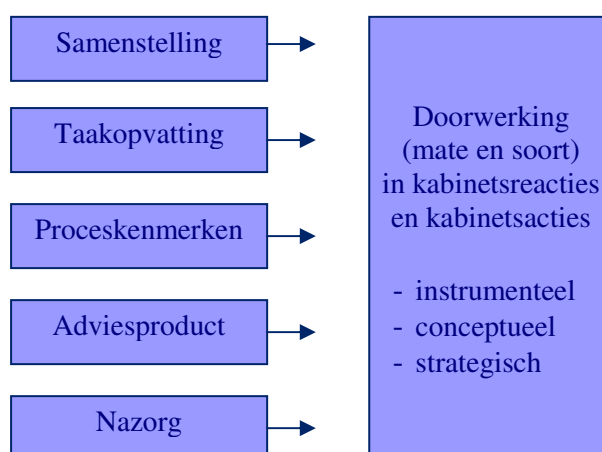 Samenstelling
Taakopvatting
Proceskenmerken
Adviesproduct
Nazorg
Doorwerking
(mate en soort)
in kabinetsreacties
en kabinetsacties
- instrumenteel
- conceptueel
- strategisch